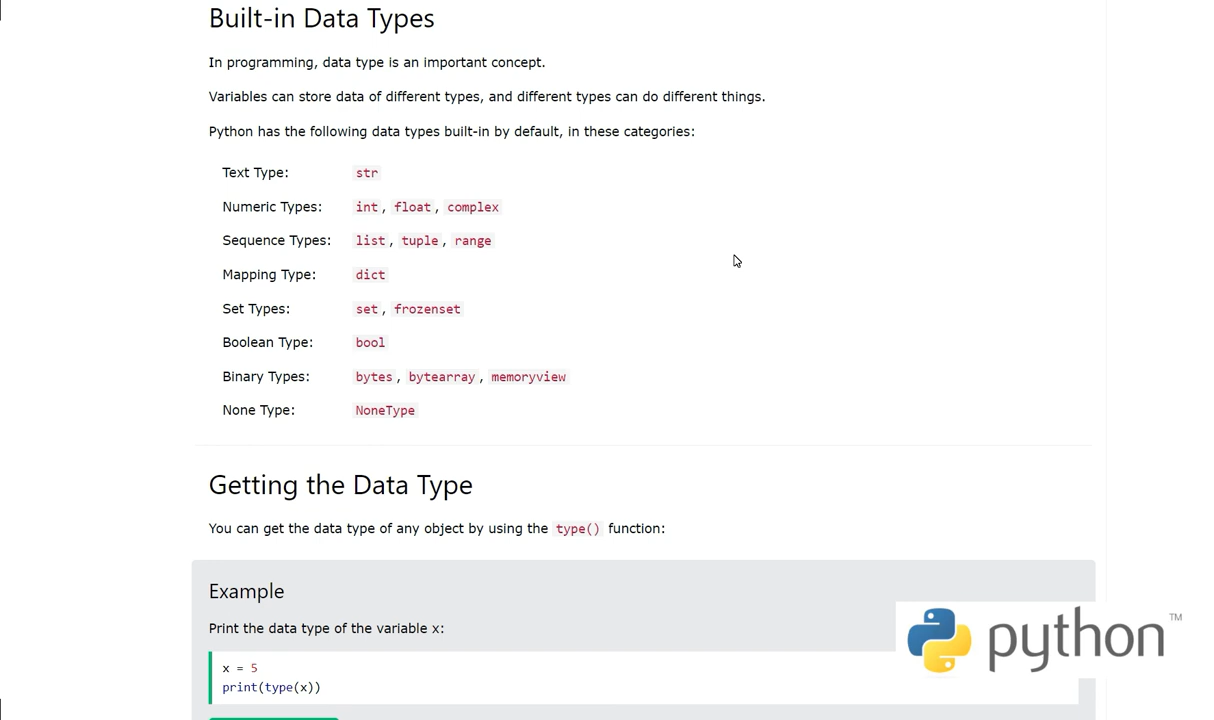 Built-in Data Types
In programming, data type is an important concept.
Variables can store data of different types, and different types can do different things.
Python has the following data types built-in by default, in these categories:
Text Type: str
Numeric Types: int, float, complex
Sequence Types: list, tuple, range
Mapping Type: dict
Set Types: set, frozenset
Boolean Type: bool
Binary Types: bytes, bytearray, memoryview
None Type: NoneType
Getting the Data Type
You can get the data type of any object by using the type() function:
Example
Print the data type of the variable x:
x = 5
print(type(x))
python™